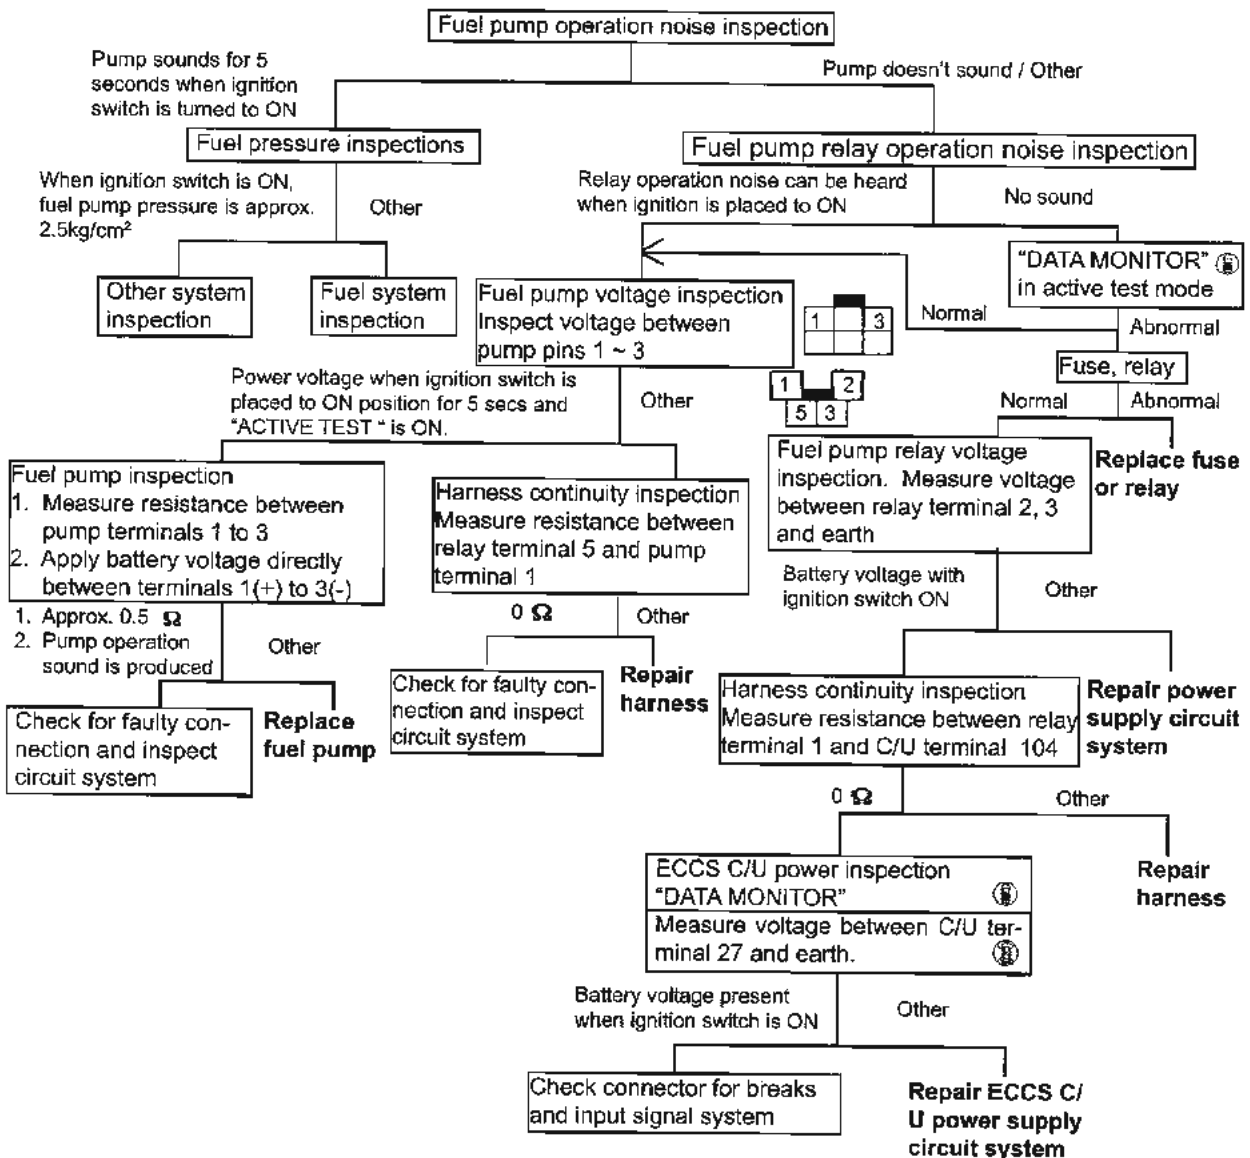 Fuel pump operation noise inspection
Pump sounds for 5
seconds when ignition
switch is turned to ON
Pump doesn't sound / Other
Fuel pressure inspections
Fuel pump relay operation noise inspection
When ignition switch is ON,
fuel pump pressure is approx.
2.5kg/cm²
Other
Relay operation noise can be heard
when ignition is placed to ON
No sound
Other system
inspection
Fuel system
inspection
Fuel pump voltage inspection
Inspect voltage between
pump pins 1 ~ 3
1 3
"DATA MONITOR"
in active test mode
Normal
Abnormal
Fuse, relay
Power voltage when ignition switch is
placed to ON position for 5 secs and
"ACTIVE TEST " is ON.
Other
1 2
5 3
Normal
Abnormal
Fuel pump inspection
1. Measure resistance between
pump terminals 1 to 3
2. Apply battery voltage directly
between terminals 1(+) to 3(-)
Harness continuity inspection
Measure resistance between
relay terminal 5 and pump
terminal 1
Fuel pump relay voltage
inspection. Measure voltage
between relay terminal 2, 3
and earth
Replace fuse
or relay
1. Approx. 0.5 Ω
2. Pump operation
sound is produced
Other
0 Ω
Other
Battery voltage with
ignition switch ON
Other
Check for faulty con-
nection and inspect
circuit system
Replace
fuel pump
Check for faulty con-
nection and inspect
circuit system
Repair
harness
Harness continuity inspection
Measure resistance between relay
terminal 1 and C/U terminal 104
Repair power
supply circuit
system
0 Ω
Other
ECCS C/U power inspection
"DATA MONITOR"
Measure voltage between C/U ter-
minal 27 and earth.
Repair
harness
Battery voltage present
when ignition switch is ON
Other
Check connector for breaks
and input signal system
Repair ECCS C/
U power supply
circuit system